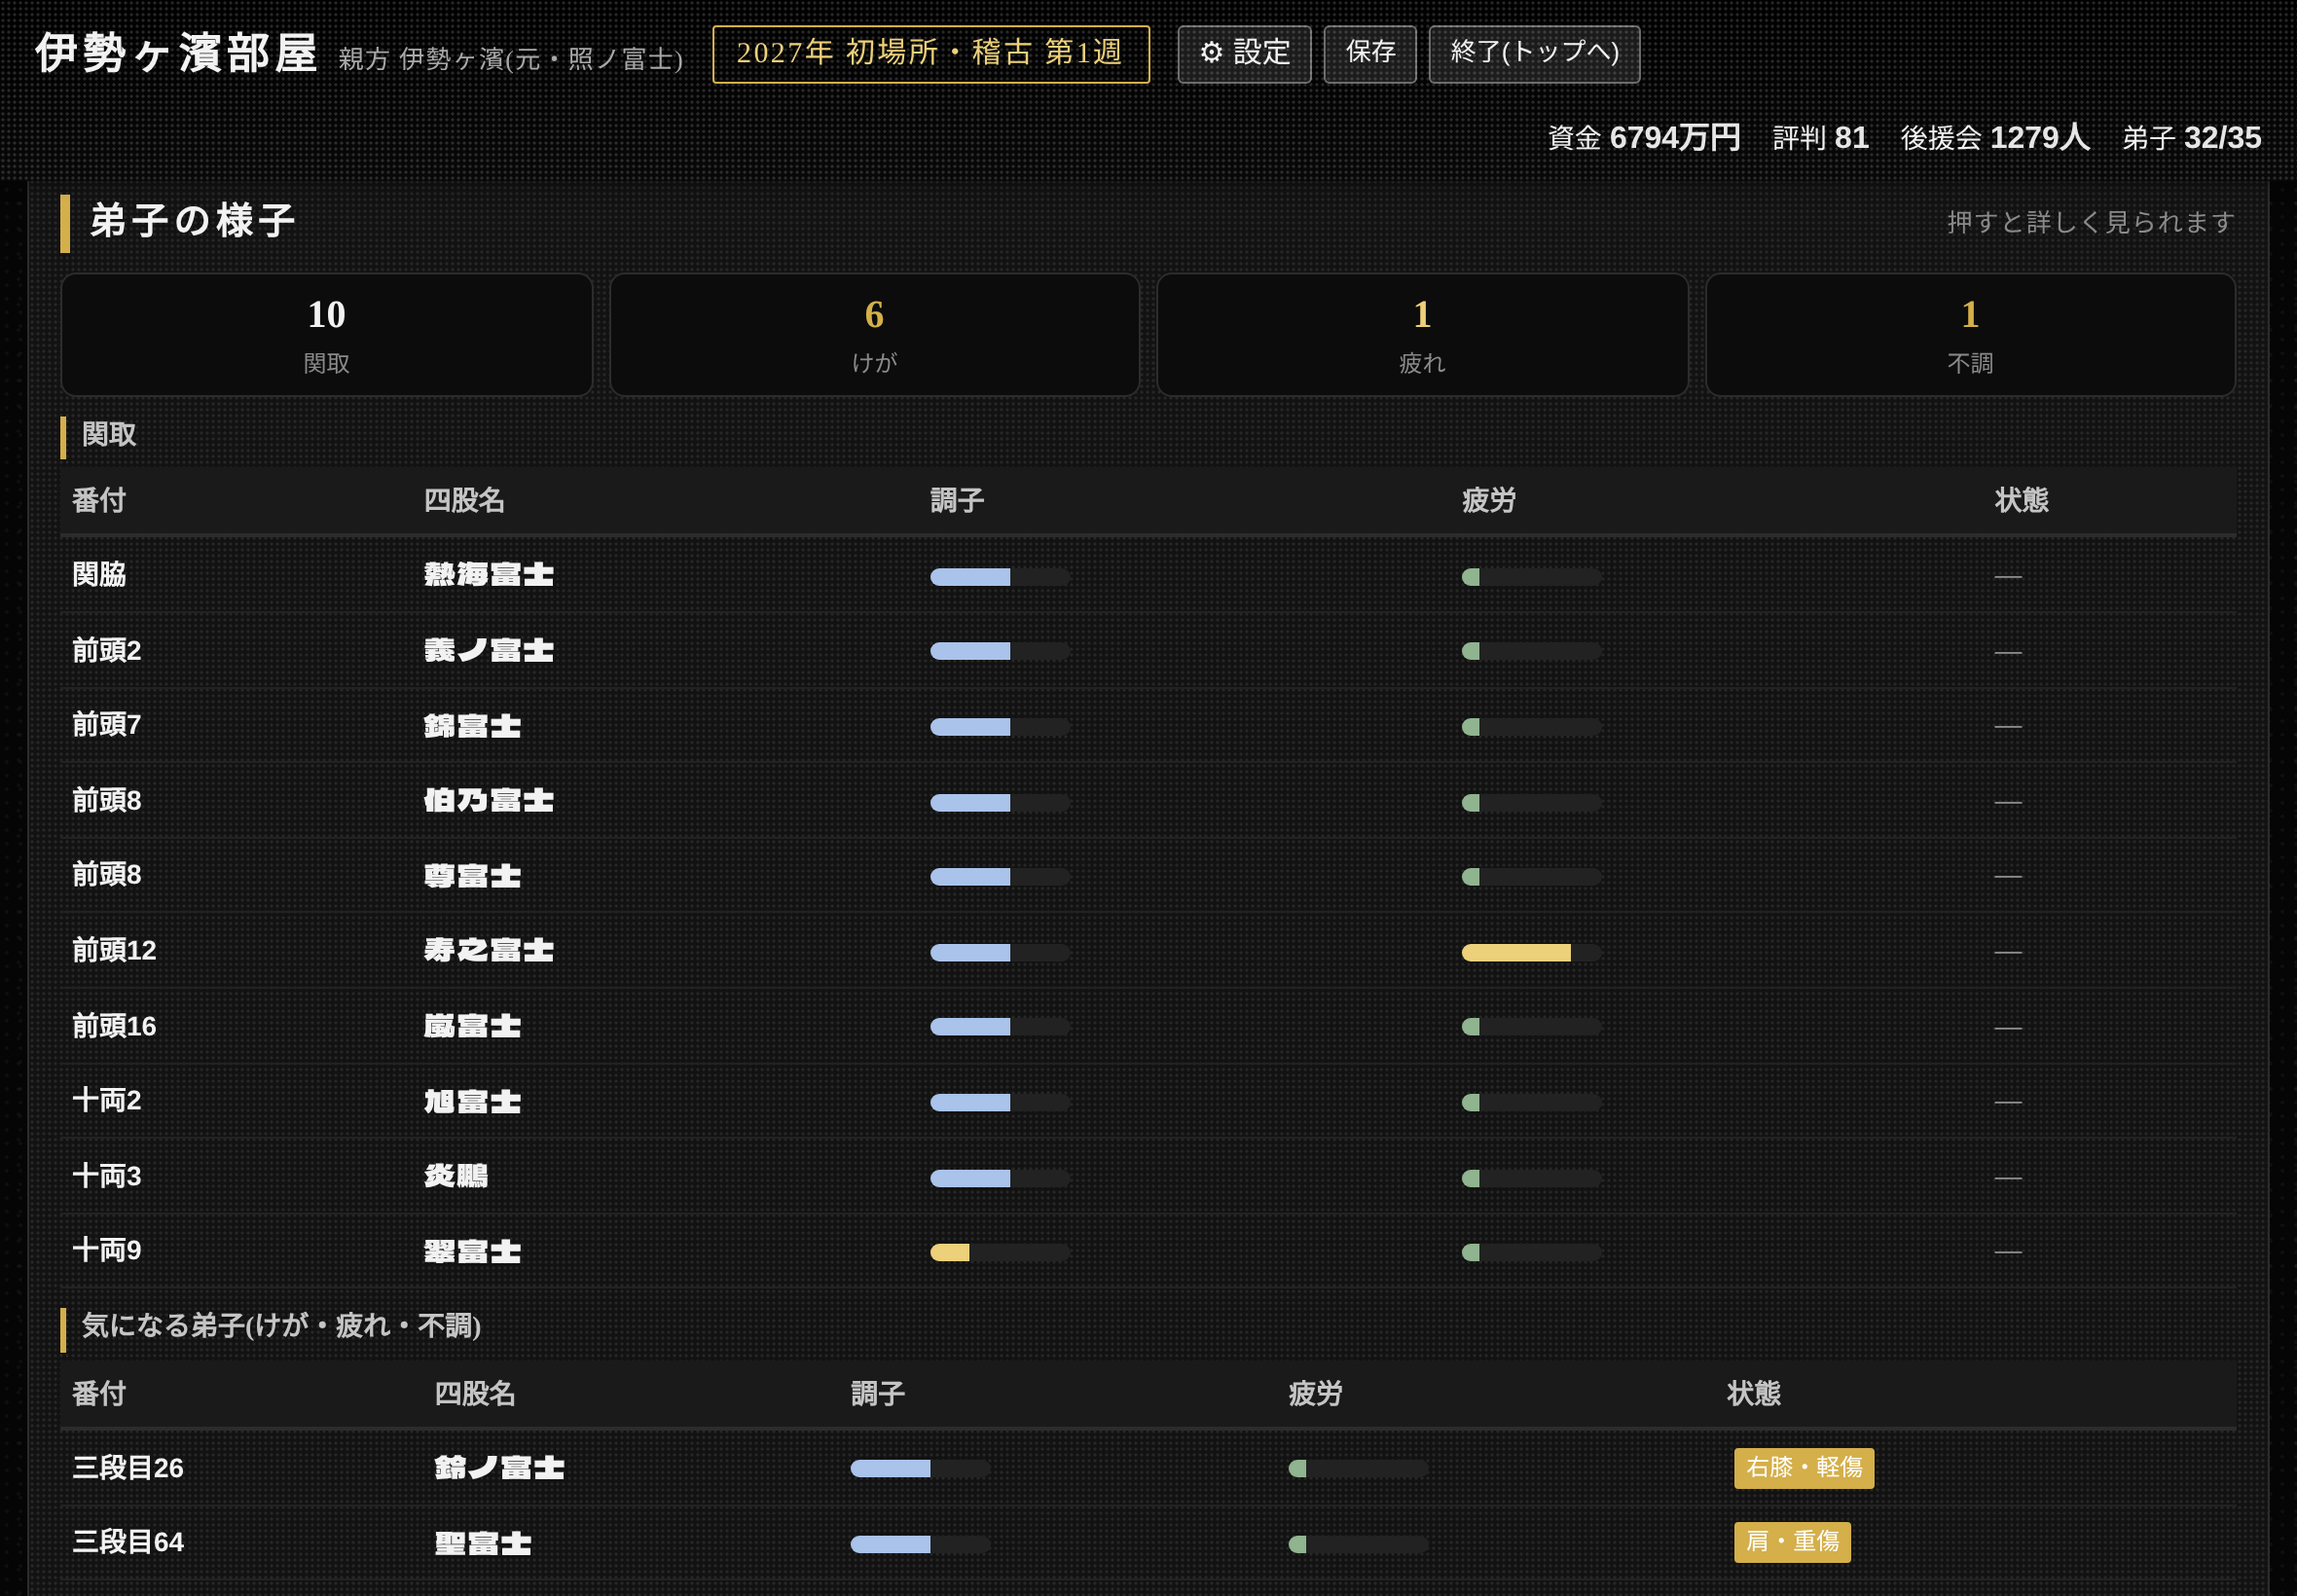 伊勢ヶ濱部屋 親方 伊勢ヶ濱(元・照ノ富士) 2027年 初場所・稽古 第1週 ⚙ 設定 保存 終了(トップへ)
資金 6794万円 評判 81 後援会 1279人 弟子 32/35
弟子の様子 押すと詳しく見られます
10 6 1 1
関取 けが 疲れ 不調
関取
番付 四股名 調子 疲労 状態
関脇 熱海富士 —
前頭2 義ノ富士 —
前頭7 錦富士 —
前頭8 伯乃富士 —
前頭8 尊富士 —
前頭12 寿之富士 —
前頭16 嵐富士 —
十両2 旭富士 —
十両3 炎鵬 —
十両9 翠富士 —
気になる弟子(けが・疲れ・不調)
番付 四股名 調子 疲労 状態
三段目26 鈴ノ富士 右膝・軽傷
三段目64 聖富士 肩・重傷